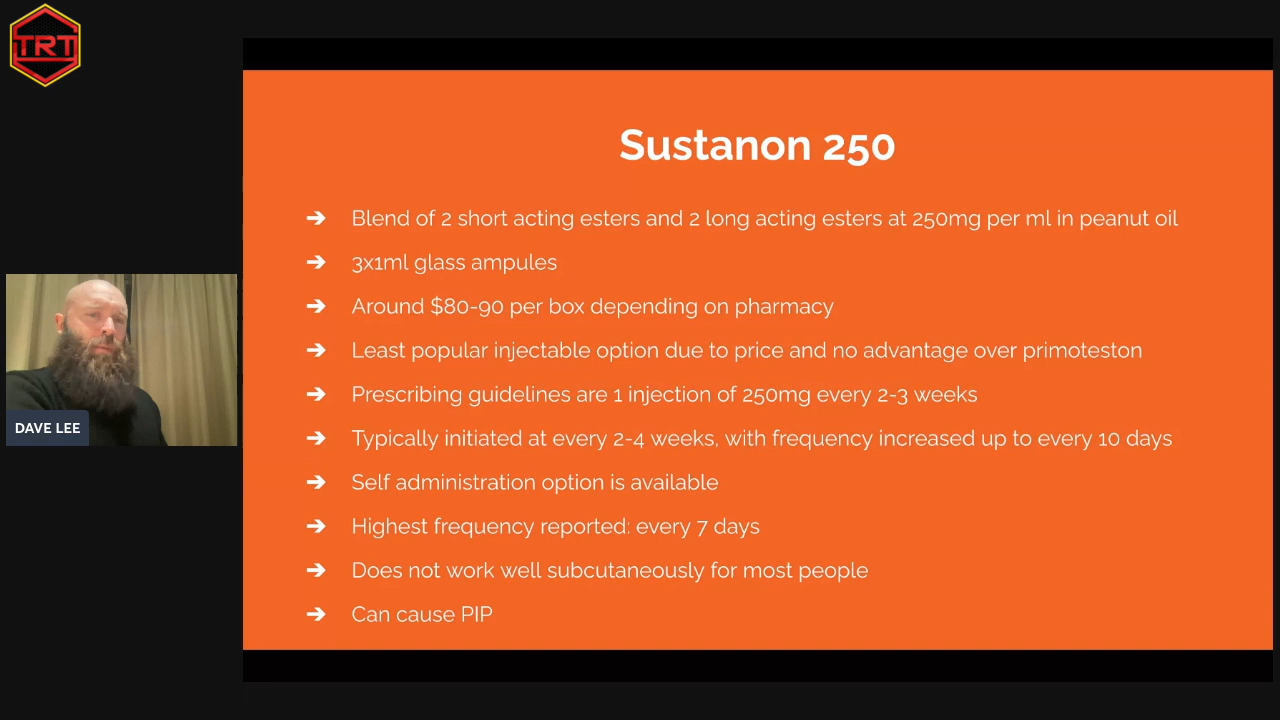 TRT
Sustanon 250
➔ Blend of 2 short acting esters and 2 long acting esters at 250mg per ml in peanut oil
➔ 3x1ml glass ampules
➔ Around $80-90 per box depending on pharmacy
➔ Least popular injectable option due to price and no advantage over primoteston
➔ Prescribing guidelines are 1 injection of 250mg every 2-3 weeks
➔ Typically initiated at every 2-4 weeks, with frequency increased up to every 10 days
➔ Self administration option is available
➔ Highest frequency reported: every 7 days
➔ Does not work well subcutaneously for most people
➔ Can cause PIP
DAVE LEE